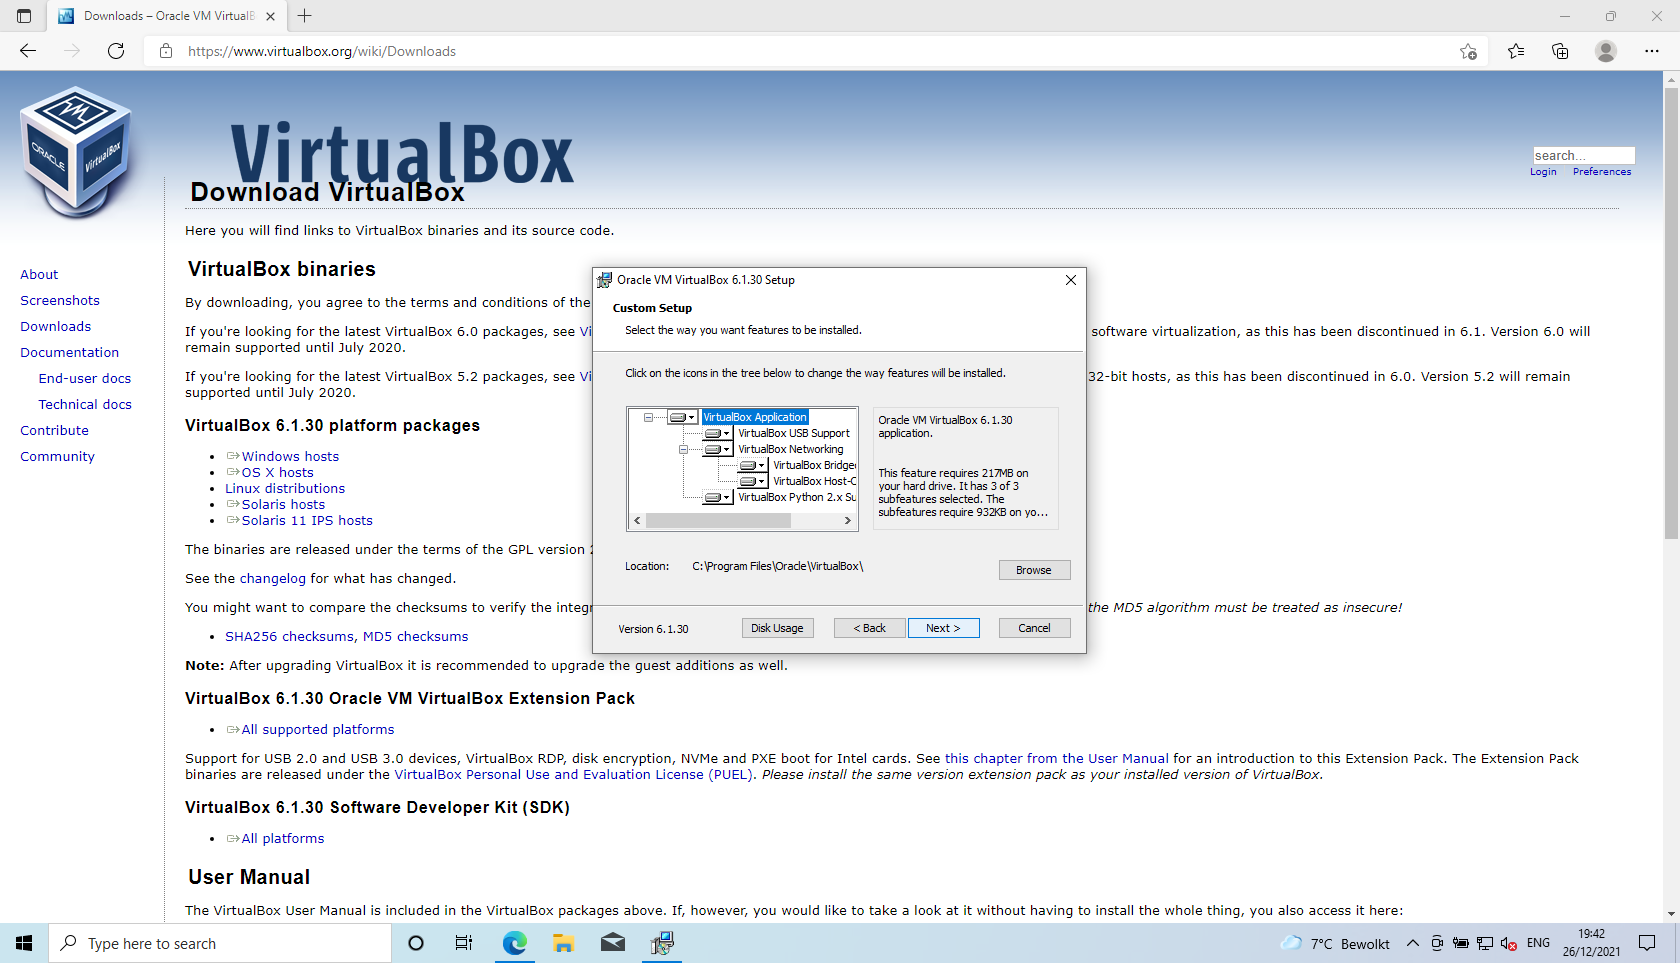 Downloads – Oracle VM VirtualB
https://www.virtualbox.org/wiki/Downloads
ORACLE
VirtualBox
VirtualBox
search...
Login Preferences
Download VirtualBox
Here you will find links to VirtualBox binaries and its source code.
About
Screenshots
Downloads
Documentation
End-user docs
Technical docs
Contribute
Community
VirtualBox binaries
By downloading, you agree to the terms and conditions of the
If you're looking for the latest VirtualBox 6.0 packages, see Vi software virtualization, as this has been discontinued in 6.1. Version 6.0 will
remain supported until July 2020.
If you're looking for the latest VirtualBox 5.2 packages, see Vi 32-bit hosts, as this has been discontinued in 6.0. Version 5.2 will remain
supported until July 2020.
VirtualBox 6.1.30 platform packages
Windows hosts
OS X hosts
Linux distributions
Solaris hosts
Solaris 11 IPS hosts
The binaries are released under the terms of the GPL version 2
See the changelog for what has changed.
You might want to compare the checksums to verify the integr the MD5 algorithm must be treated as insecure!
SHA256 checksums, MD5 checksums
Note: After upgrading VirtualBox it is recommended to upgrade the guest additions as well.
VirtualBox 6.1.30 Oracle VM VirtualBox Extension Pack
All supported platforms
Support for USB 2.0 and USB 3.0 devices, VirtualBox RDP, disk encryption, NVMe and PXE boot for Intel cards. See this chapter from the User Manual for an introduction to this Extension Pack. The Extension Pack
binaries are released under the VirtualBox Personal Use and Evaluation License (PUEL). Please install the same version extension pack as your installed version of VirtualBox.
VirtualBox 6.1.30 Software Developer Kit (SDK)
All platforms
User Manual
The VirtualBox User Manual is included in the VirtualBox packages above. If, however, you would like to take a look at it without having to install the whole thing, you also access it here:
Oracle VM VirtualBox 6.1.30 Setup
Custom Setup
Select the way you want features to be installed.
Click on the icons in the tree below to change the way features will be installed.
VirtualBox Application
VirtualBox USB Support
VirtualBox Networking
VirtualBox Bridge
VirtualBox Host-C
VirtualBox Python 2.x Su
Oracle VM VirtualBox 6.1.30
application.
This feature requires 217MB on
your hard drive. It has 3 of 3
subfeatures selected. The
subfeatures require 932KB on yo...
Location: C:\Program Files\Oracle\VirtualBox\
Browse
Version 6.1.30
Disk Usage
< Back
Next >
Cancel
Type here to search
7°C Bewolkt
ENG
19:42
26/12/2021